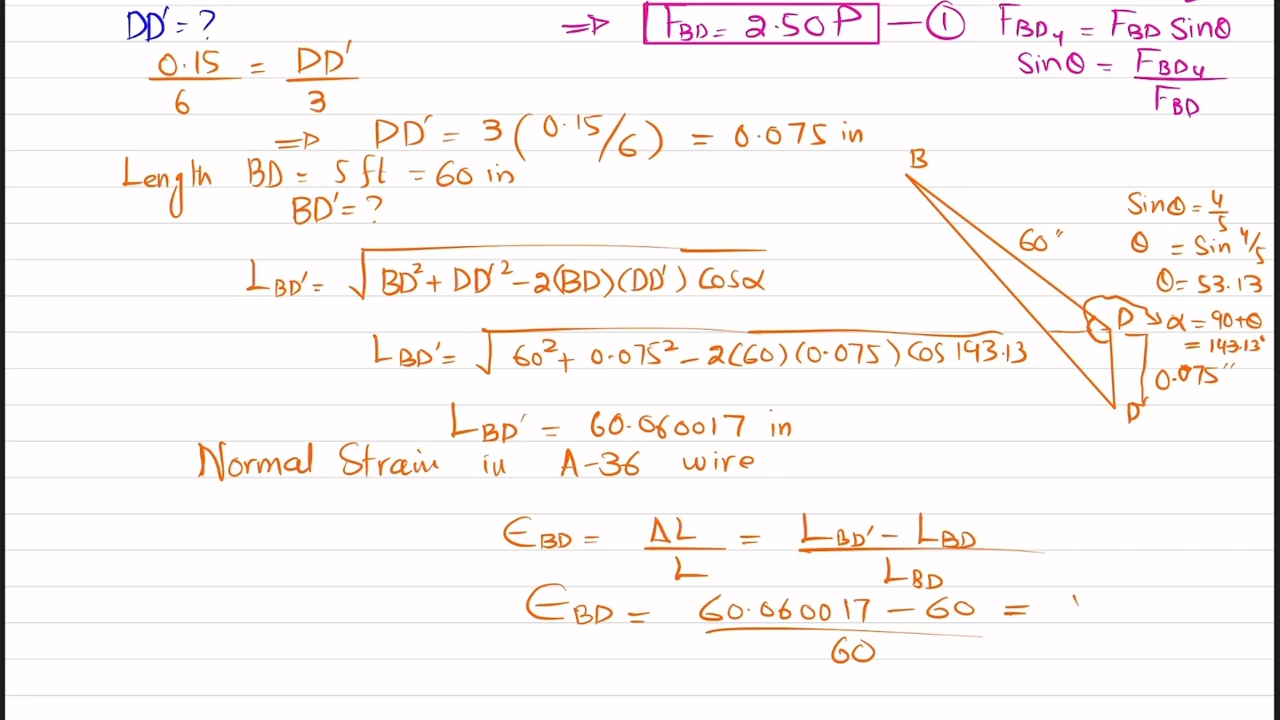 DD' = ?
⇒ F_BD = 2.50P — ① F_BDy = F_BD Sinθ
0.15/6 = DD'/3
Sinθ = F_BDy/F_BD
⇒ DD' = 3(0.15/6) = 0.075 in
Length BD = 5 ft = 60 in
BD' = ?
L_BD' = √(BD² + DD'² - 2(BD)(DD') Cosα)
L_BD' = √(60² + 0.075² - 2(60)(0.075) Cos 143.13)
L_BD' = 60.060017 in
B
60"
D
D'
0.075"
Sinθ = 4/5
θ = Sin 4/5
θ = 53.13
α = 90+θ
= 143.13°
Normal Strain in A-36 wire
ϵ_BD = ΔL/L = (L_BD' - L_BD)/L_BD
ϵ_BD = (60.060017 - 60)/60 =